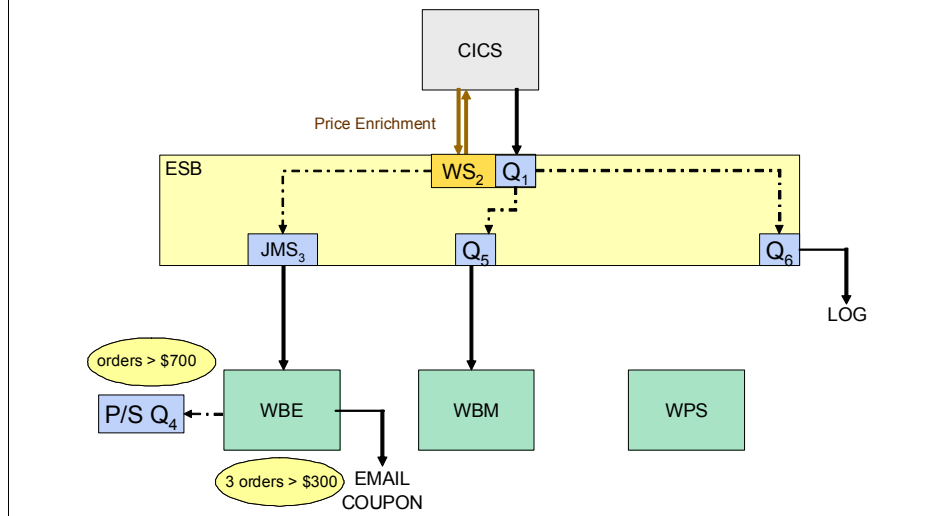 CICS
Price Enrichment
ESB
WS2
Q1
JMS3
Q5
Q6
LOG
orders > $700
P/S Q4
WBE
WBM
WPS
3 orders > $300
EMAIL
COUPON